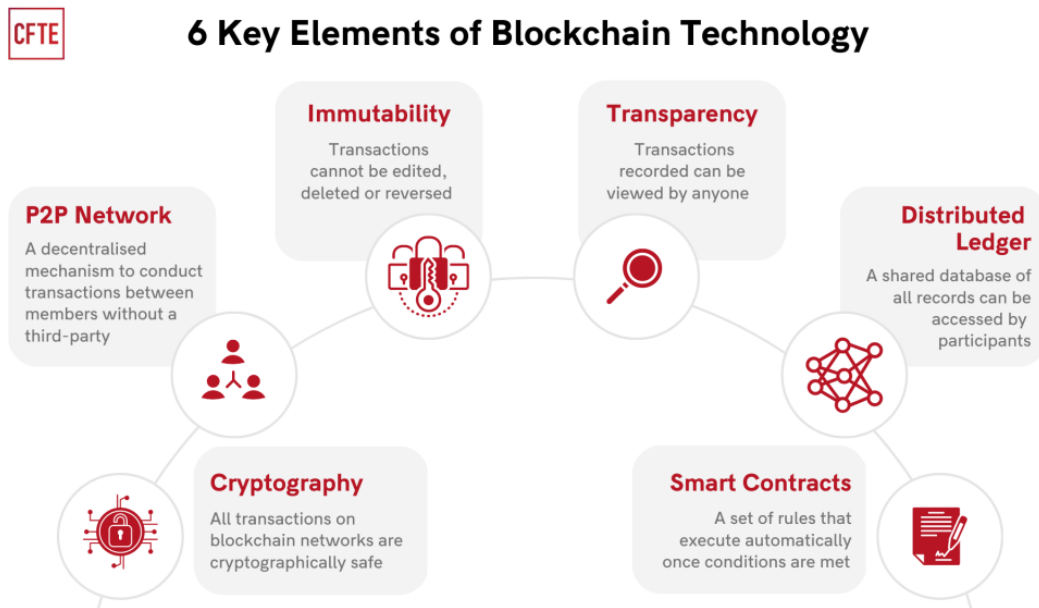 CFTE
6 Key Elements of Blockchain Technology
Immutability
Transactions
cannot be edited,
deleted or reversed
Transparency
Transactions
recorded can be
viewed by anyone
P2P Network
A decentralised
mechanism to conduct
transactions between
members without a
third-party
Distributed
Ledger
A shared database of
all records can be
accessed by
participants
Cryptography
All transactions on
blockchain networks are
cryptographically safe
Smart Contracts
A set of rules that
execute automatically
once conditions are met